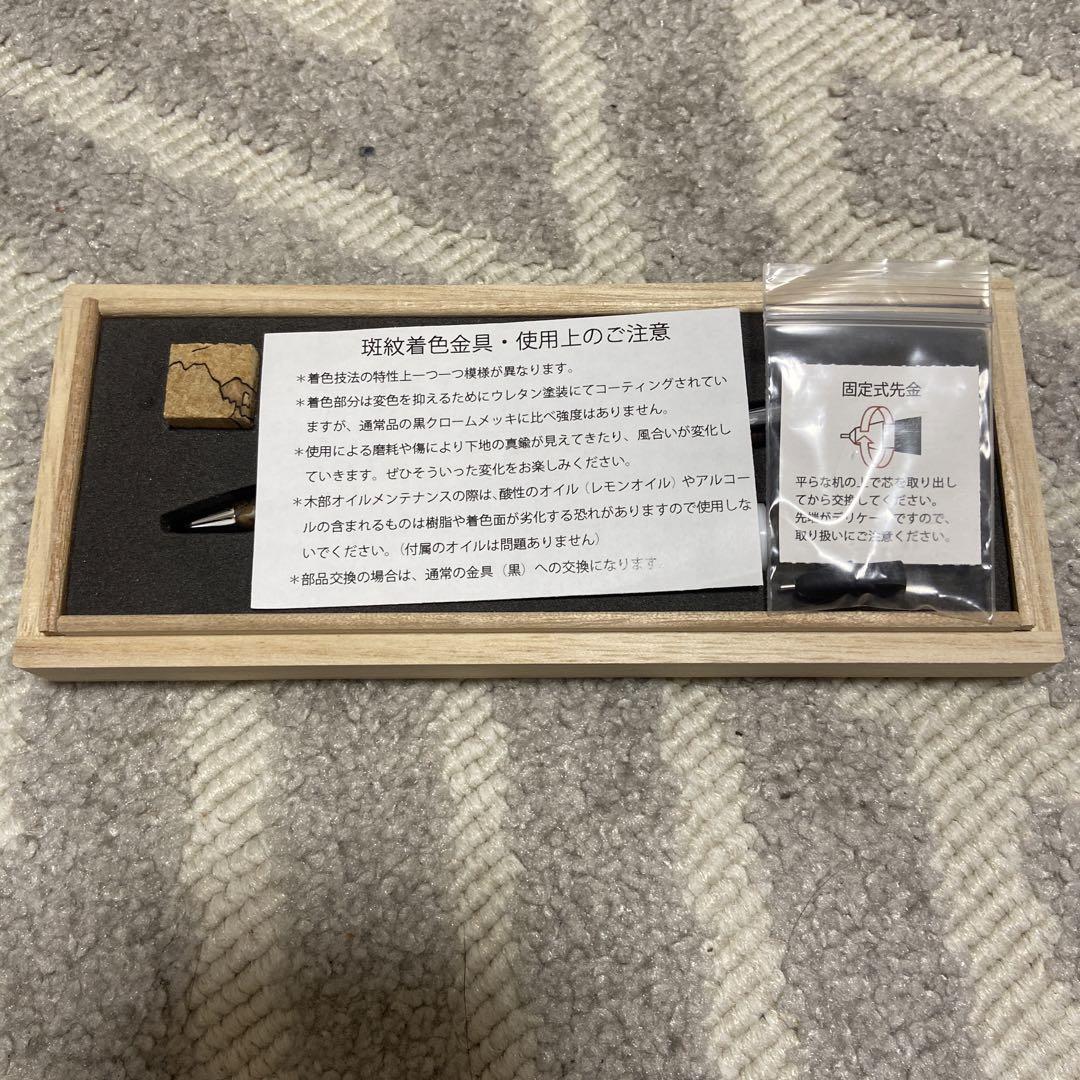 斑紋着色金具・使用上のご注意
＊着色技法の特性上一つ一つ模様が異なります。
＊着色部分は変色を抑えるためにウレタン塗装にてコーティングされてい
ますが、通常品の黒クロームメッキに比べ強度はありません。
＊使用による磨耗や傷により下地の真鍮が見えてきたり、風合いが変化し
ていきます。ぜひそういった変化をお楽しみください。
＊木部オイルメンテナンスの際は、酸性のオイル（レモンオイル）やアルコー
ルの含まれるものは樹脂や着色面が劣化する恐れがありますので使用しな
いでください。（付属のオイルは問題ありません）
＊部品交換の場合は、通常の金具（黒）への交換になります。
固定式先金
平らな机の上で芯を取り出し
てから交換してください。
先端がデリケートですので、
取り扱いにご注意ください。